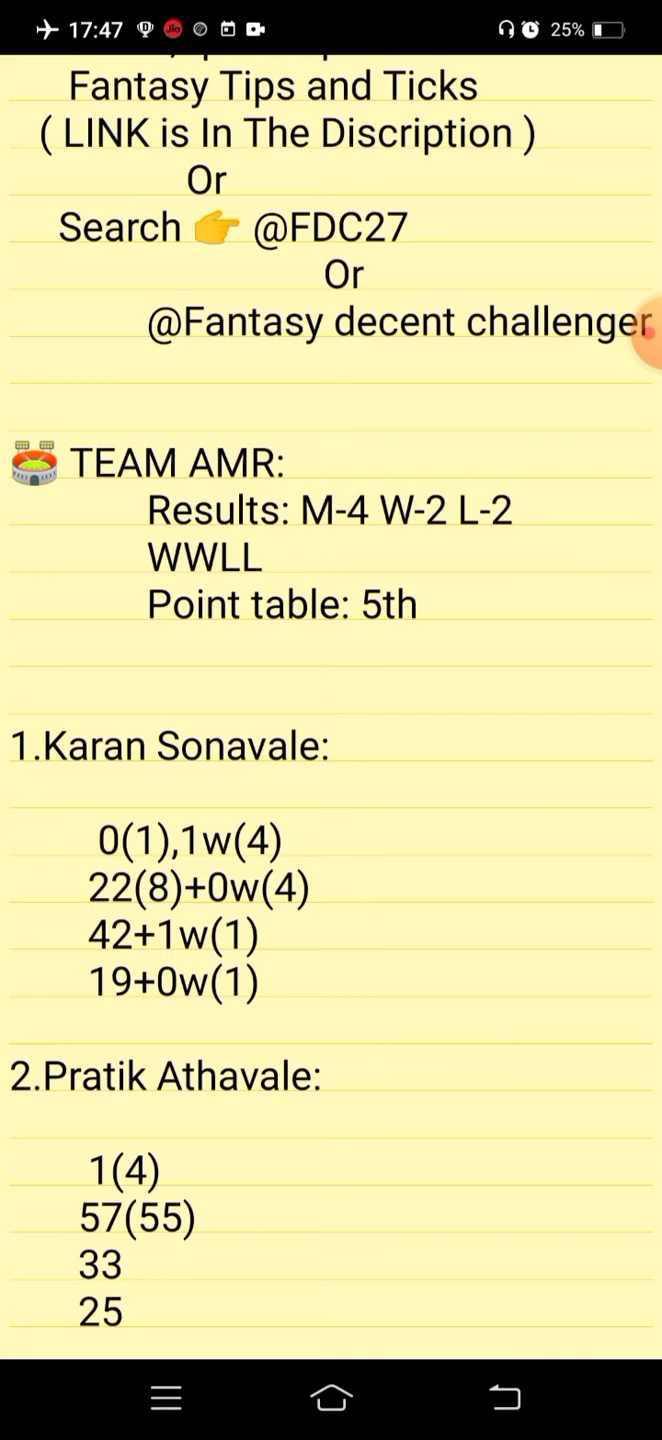 17:47
Jio
25%
Fantasy Tips and Ticks
( LINK is In The Discription )
Or
Search 👉 @FDC27
Or
@Fantasy decent challenger
🏟️ TEAM AMR:
Results: M-4 W-2 L-2
WWLL
Point table: 5th
1.Karan Sonavale:
0(1),1w(4)
22(8)+0w(4)
42+1w(1)
19+0w(1)
2.Pratik Athavale:
1(4)
57(55)
33
25